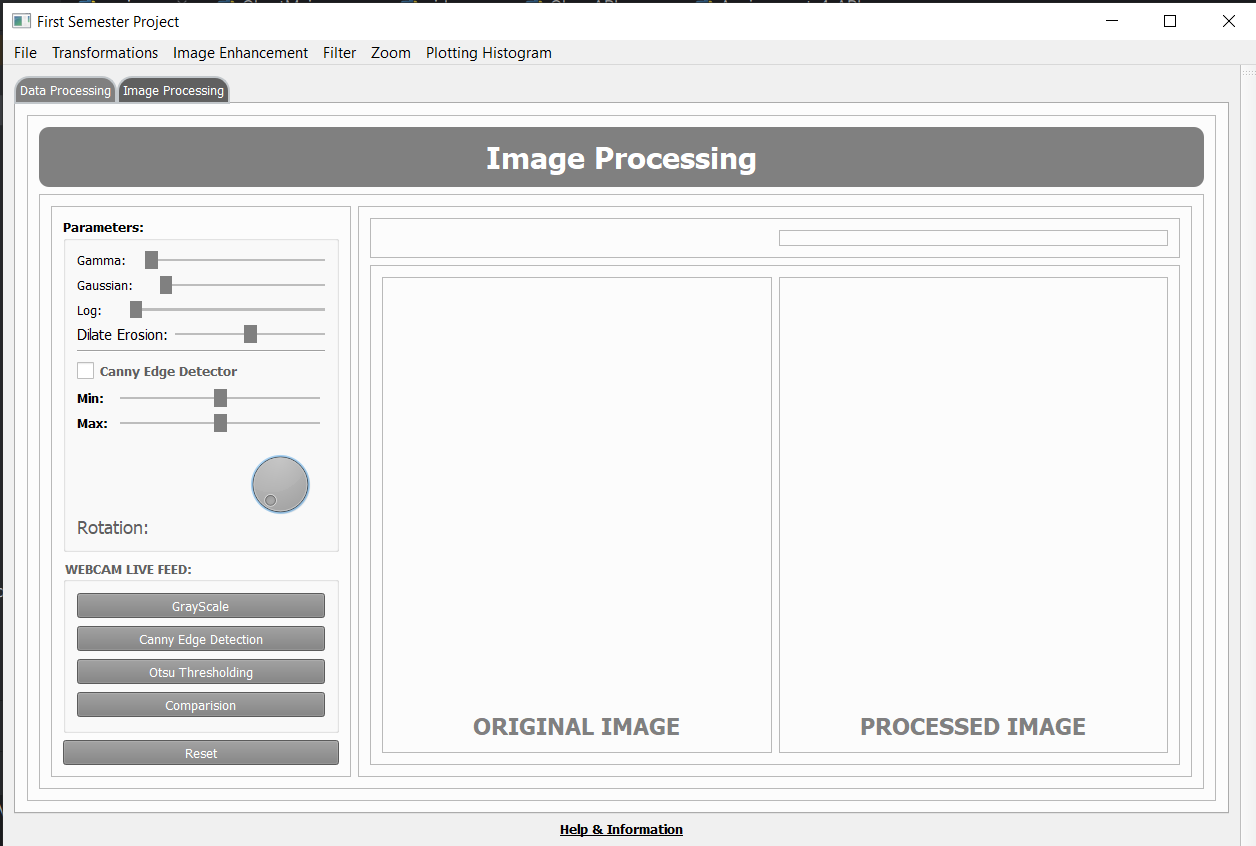 First Semester Project
File Transformations Image Enhancement Filter Zoom Plotting Histogram
Data Processing Image Processing
Image Processing
Parameters:
Gamma:
Gaussian:
Log:
Dilate Erosion:
Canny Edge Detector
Min:
Max:
Rotation:
WEBCAM LIVE FEED:
GrayScale
Canny Edge Detection
Otsu Thresholding
Comparision
Reset
ORIGINAL IMAGE
PROCESSED IMAGE
Help & Information